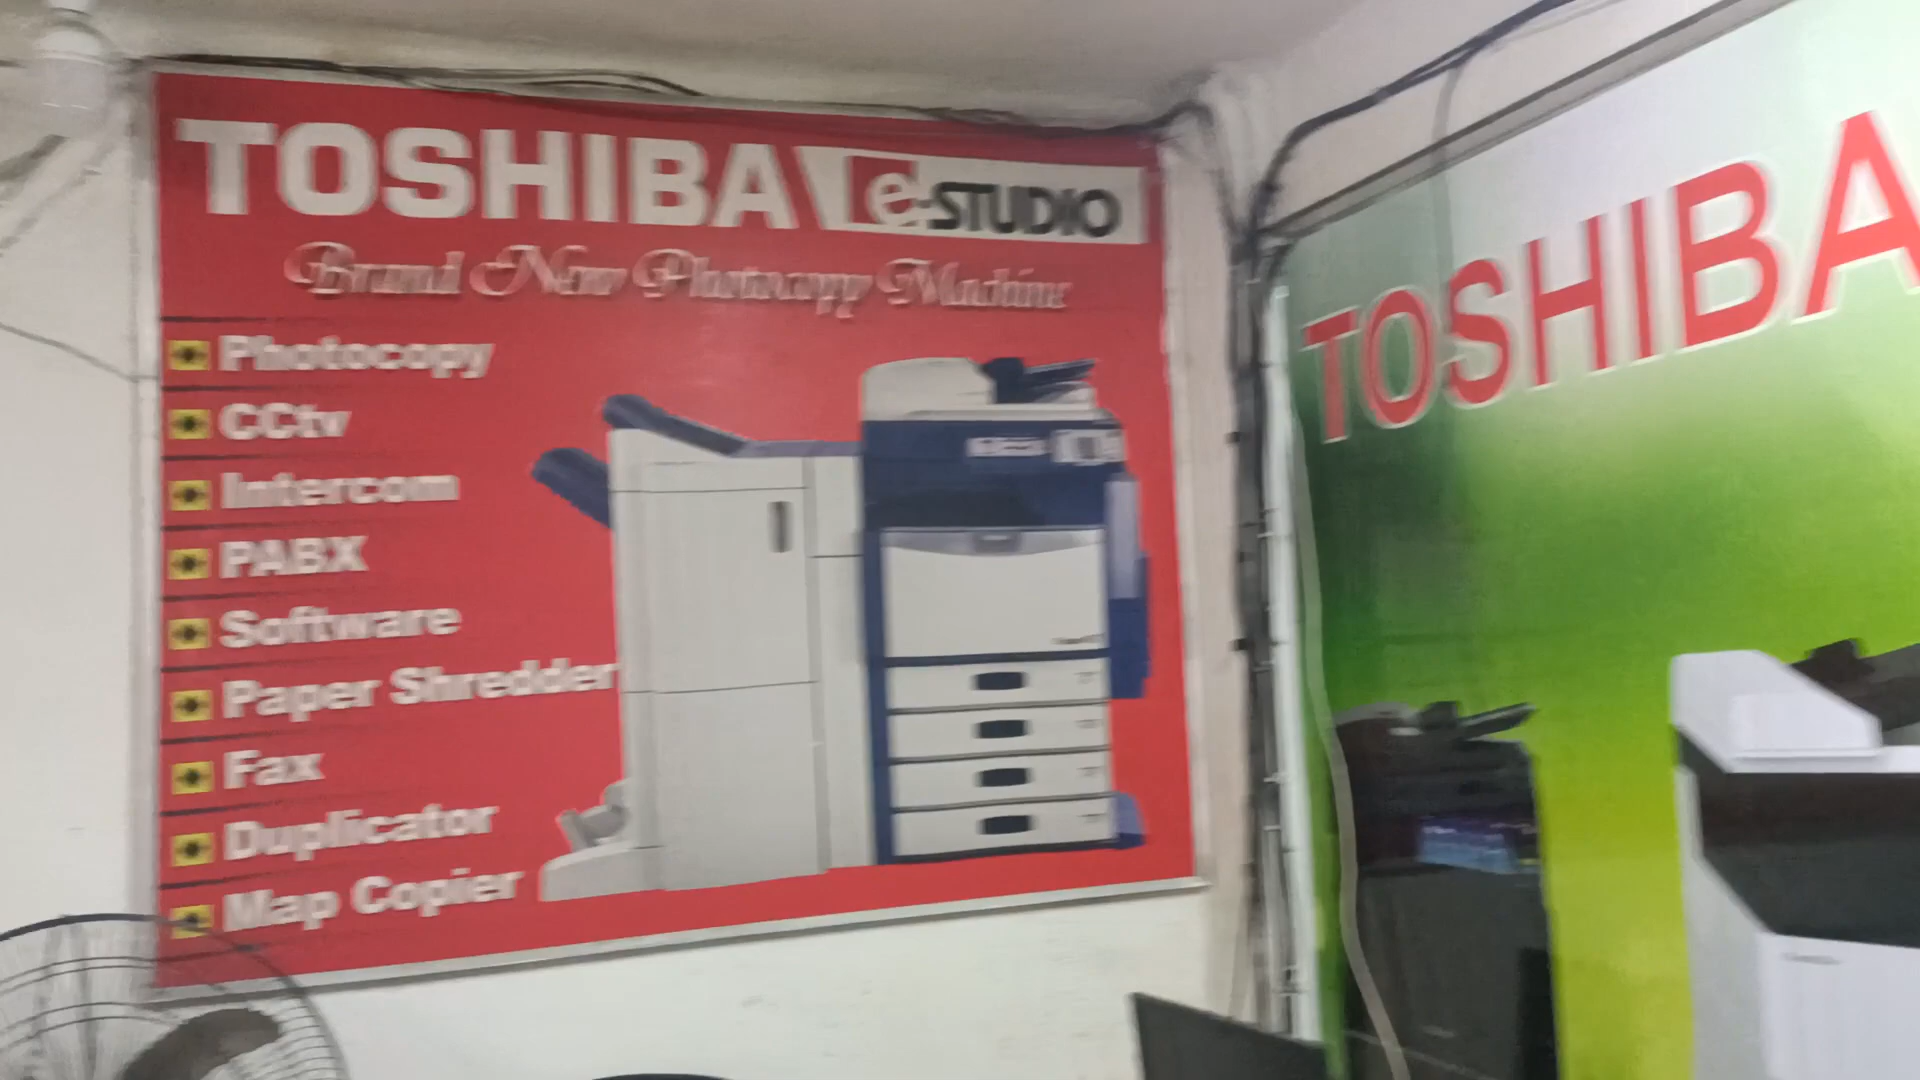 TOSHIBA e-STUDIO
Brand New Photocopy Machine
Photocopy
CCtv
Intercom
PABX
Software
Paper Shredder
Fax
Duplicator
Map Copier
TOSHIBA